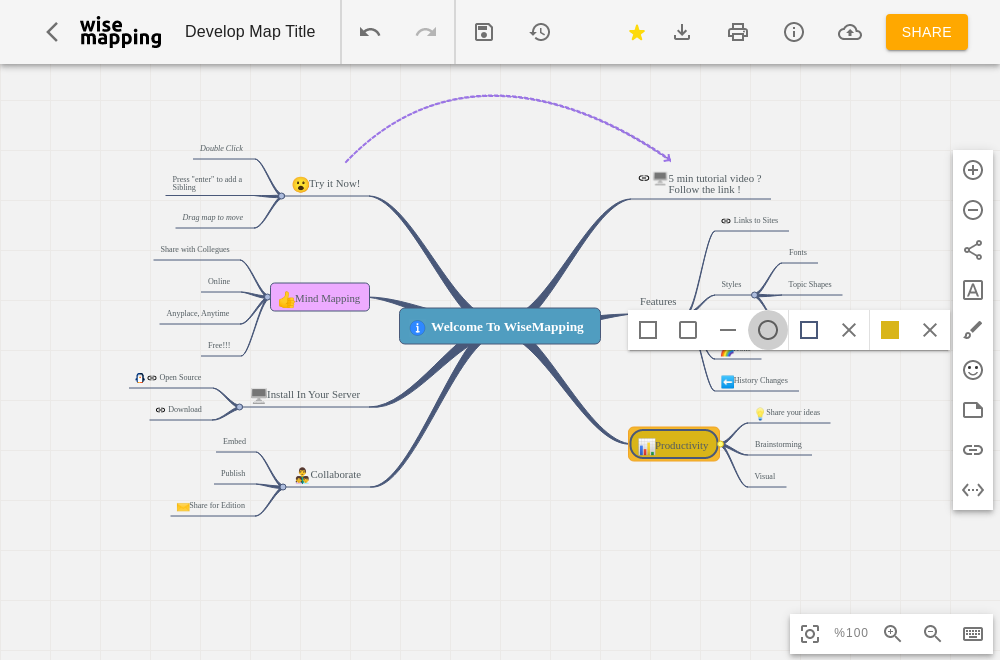 wise
mapping
Develop Map Title
SHARE
Double Click
Press "enter" to add a
Sibling
Drag map to move
Try it Now!
5 min tutorial video ?
Follow the link !
Share with Collegues
Online
Anyplace, Anytime
Free!!!
Mind Mapping
Links to Sites
Fonts
Styles
Topic Shapes
Features
History Changes
Welcome To WiseMapping
Open Source
Download
Install In Your Server
Embed
Publish
Share for Edition
Collaborate
Share your ideas
Brainstorming
Visual
Productivity
%100